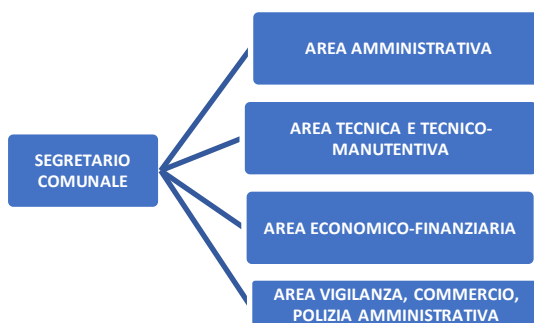 AREA AMMINISTRATIVA
AREA TECNICA E TECNICO-
MANUTENTIVA
SEGRETARIO
COMUNALE
AREA ECONOMICO-FINANZIARIA
AREA VIGILANZA, COMMERCIO,
POLIZIA AMMINISTRATIVA